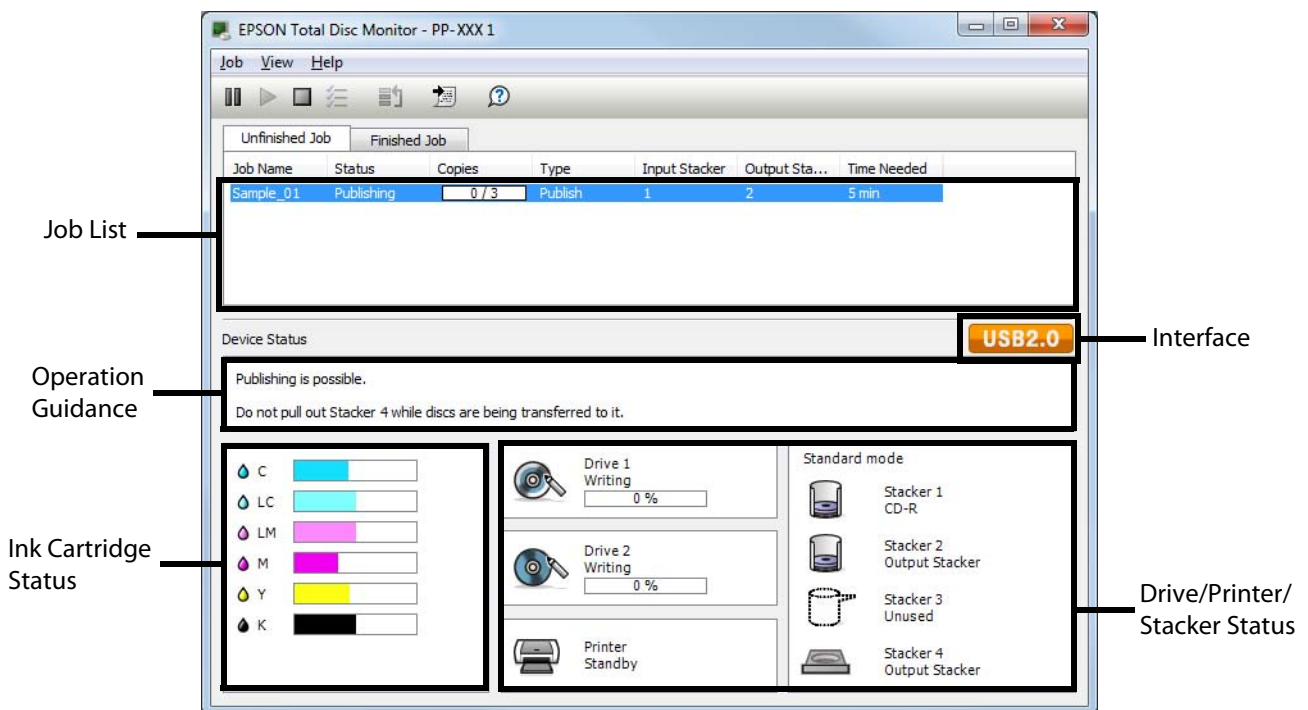 EPSON Total Disc Monitor - PP-XXX 1
Job View Help
Unfinished Job Finished Job
Job Name Status Copies Type Input Stacker Output Sta... Time Needed
Sample_01 Publishing 0 / 3 Publish 1 2 5 min
Job List
Device Status
USB2.0
Interface
Operation
Guidance
Publishing is possible.
Do not pull out Stacker 4 while discs are being transferred to it.
Ink Cartridge
Status
C
LC
LM
M
Y
K
Drive 1
Writing
0 %
Drive 2
Writing
0 %
Printer
Standby
Standard mode
Stacker 1
CD-R
Stacker 2
Output Stacker
Stacker 3
Unused
Stacker 4
Output Stacker
Drive/Printer/
Stacker Status